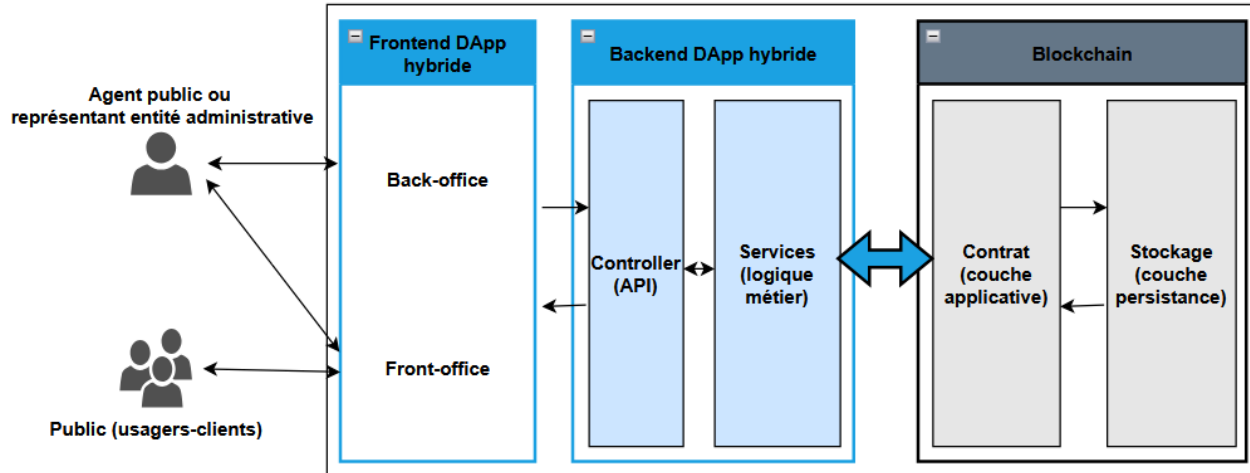 Agent public ou
représentant entité administrative
Public (usagers-clients)
Frontend DApp
hybride
Back-office
Front-office
Backend DApp hybride
Controller
(API)
Services
(logique
métier)
Blockchain
Contrat
(couche
applicative)
Stockage
(couche
persistance)